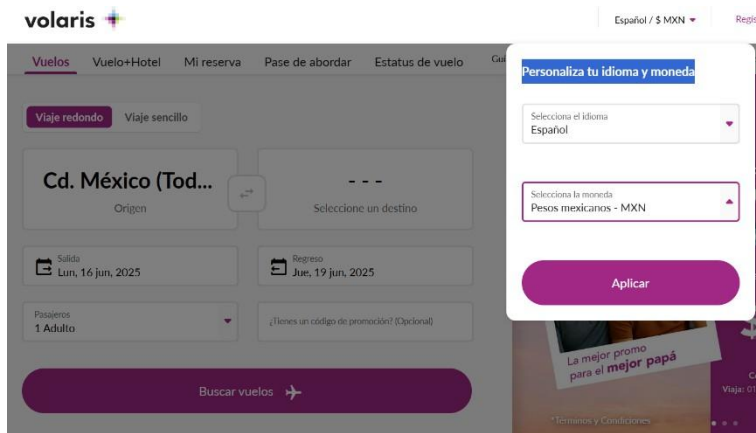 volaris
Español / $ MXN
Vuelos Vuelo+Hotel Mi reserva Pase de abordar Estatus de vuelo
Personaliza tu idioma y moneda
Viaje redondo Viaje sencillo
Selecciona el idioma
Español
Cd. México (Tod...
Origen
- - -
Seleccione un destino
Selecciona la moneda
Pesos mexicanos - MXN
Salida
Lun, 16 jun, 2025
Regreso
Jue, 19 jun, 2025
Aplicar
Pasajeros
1 Adulto
¿Tienes un código de promoción? (Opcional)
La mejor promo
para el mejor papá
$
Viaja: 01
Buscar vuelos
*Términos y Condiciones